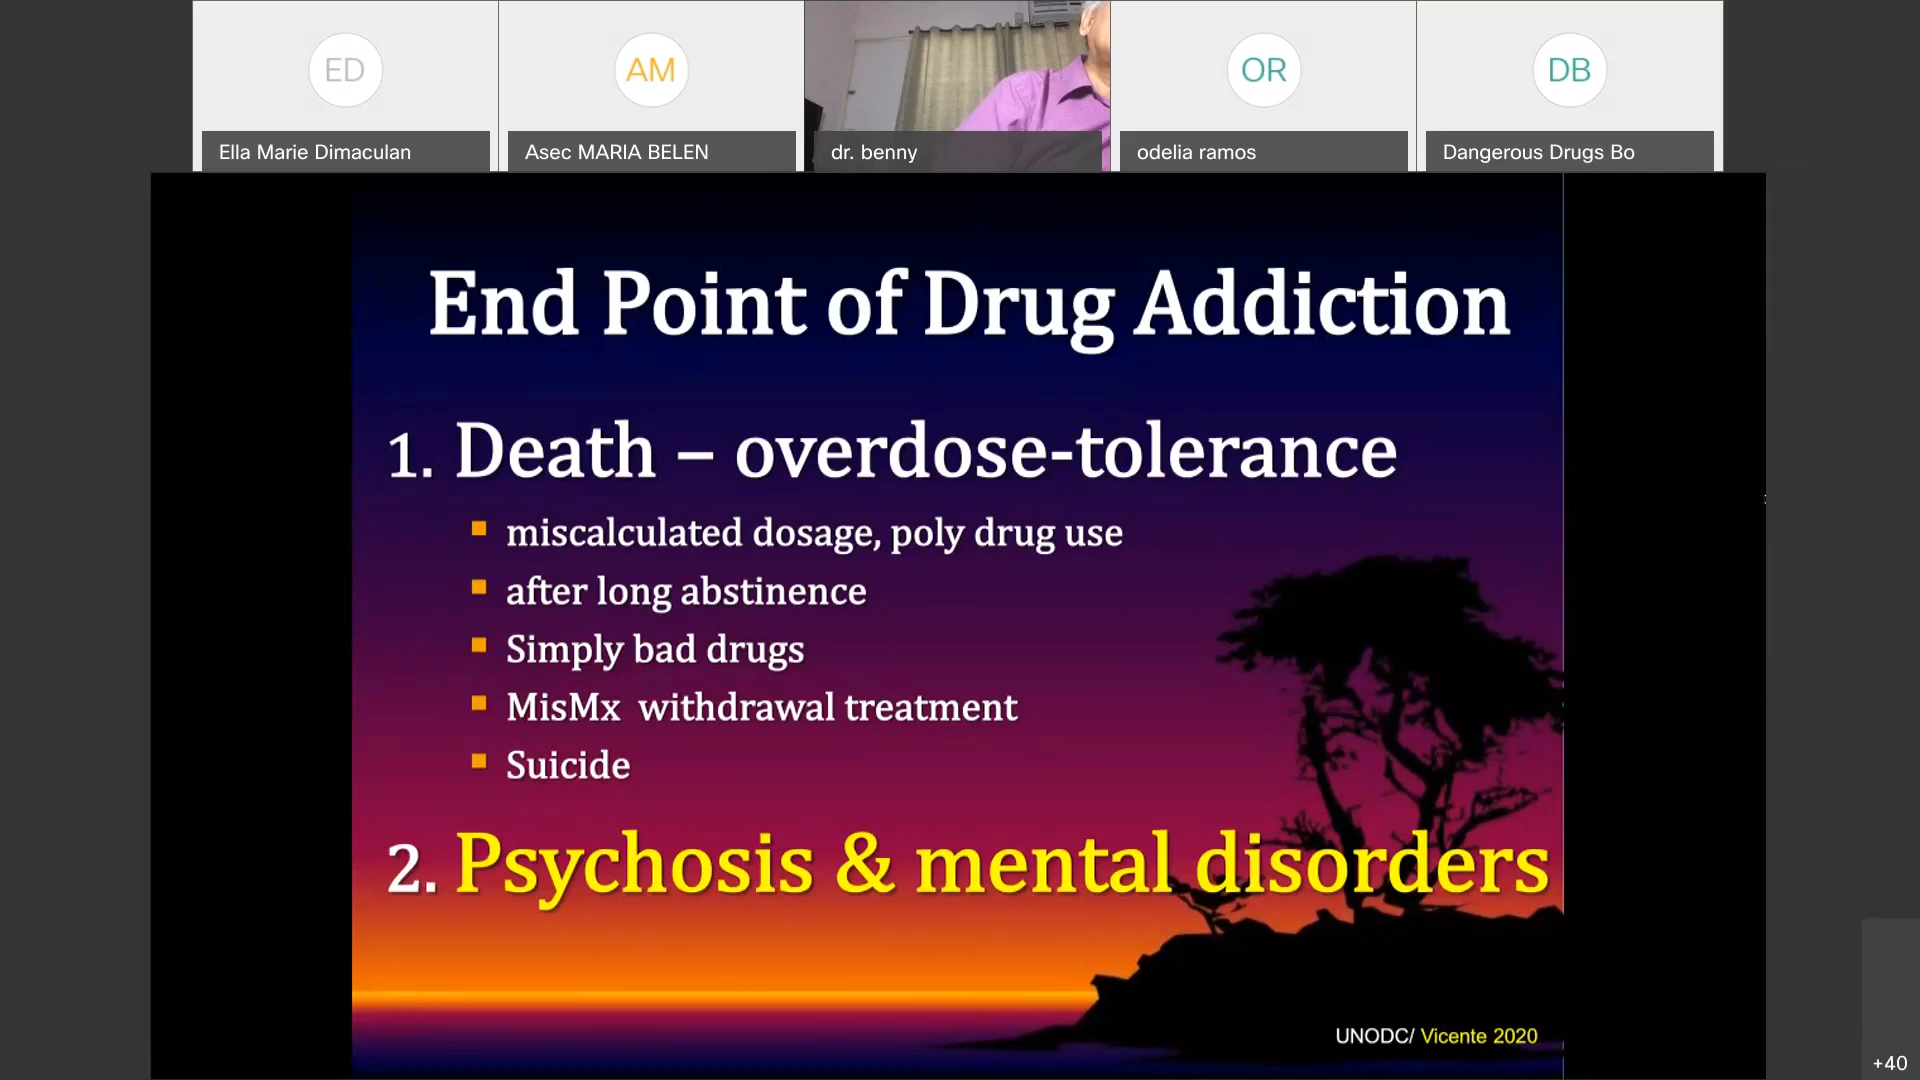 ED
AM
OR
DB
Ella Marie Dimaculan
Asec MARIA BELEN
dr. benny
odelia ramos
Dangerous Drugs Bo
End Point of Drug Addiction
1. Death – overdose-tolerance
miscalculated dosage, poly drug use
after long abstinence
Simply bad drugs
MisMx withdrawal treatment
Suicide
2. Psychosis & mental disorders
UNODC/ Vicente 2020
+40